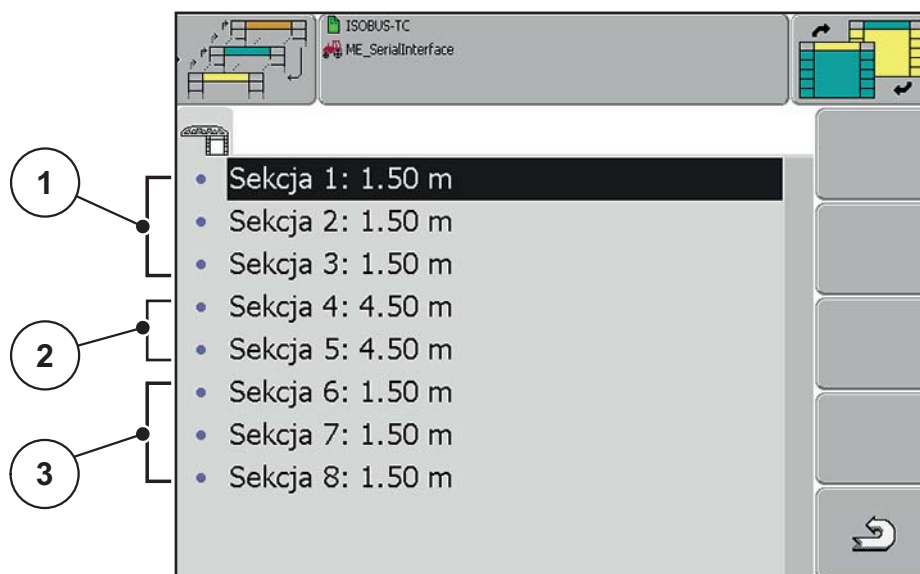 ISOBUS-TC
ME_SerialInterface
1
Sekcja 1: 1.50 m
Sekcja 2: 1.50 m
Sekcja 3: 1.50 m
2
Sekcja 4: 4.50 m
Sekcja 5: 4.50 m
3
Sekcja 6: 1.50 m
Sekcja 7: 1.50 m
Sekcja 8: 1.50 m